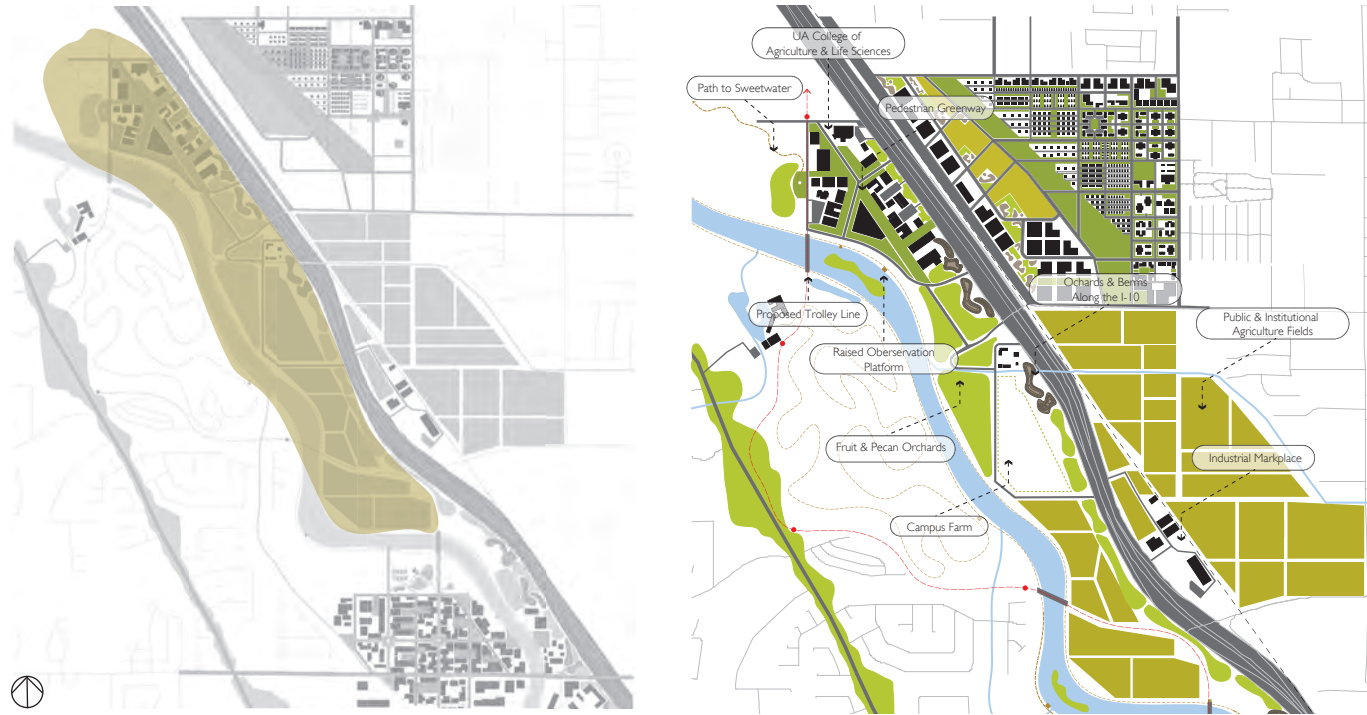 UA College of
Agriculture & Life Sciences
Path to Sweetwater
Pedestrian Greenway
Ochards & Berms
Along the I-10
Proposed Trolley Line
Public & Institutional
Agriculture Fields
Raised Oberservation
Platform
Fruit & Pecan Orchards
Industrial Markplace
Campus Farm